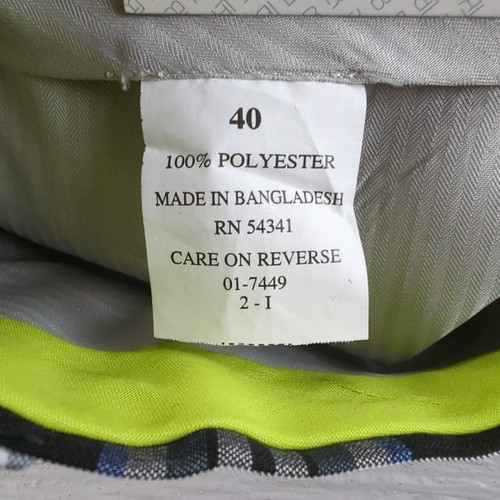 40
100% POLYESTER
MADE IN BANGLADESH
RN 54341
CARE ON REVERSE
01-7449
2 - I